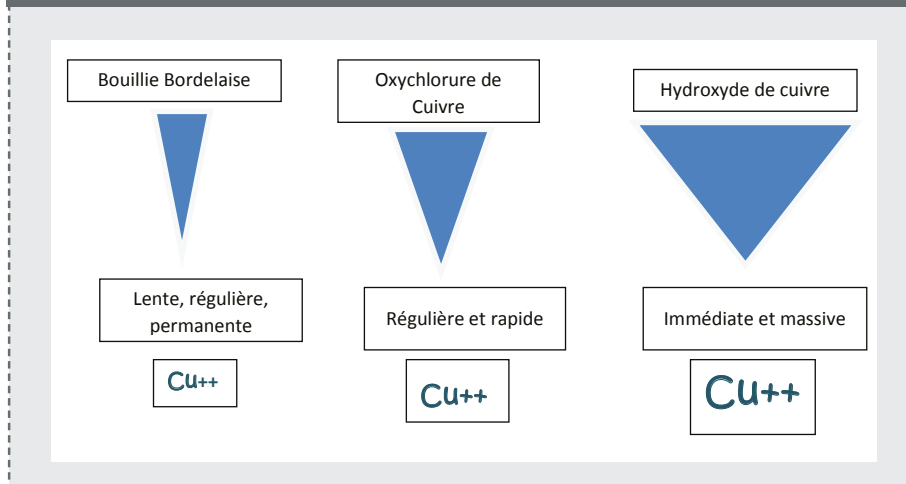 Bouillie Bordelaise
Oxychlorure de
Cuivre
Hydroxyde de cuivre
Lente, régulière,
permanente
Régulière et rapide
Immédiate et massive
Cu++
Cu++
Cu++